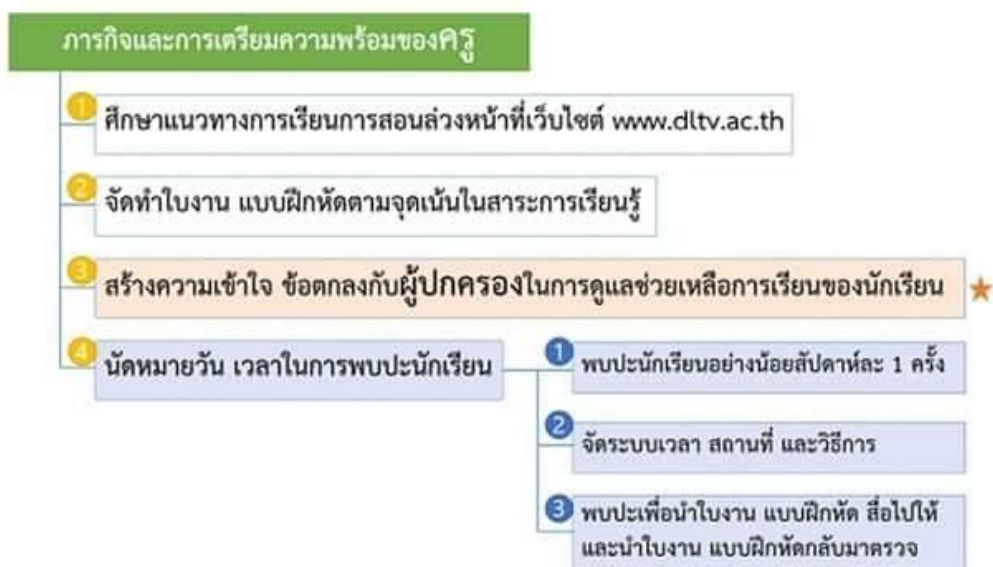 ภารกิจและการเตรียมความพร้อมของครู
1 ศึกษาแนวทางการเรียนการสอนล่วงหน้าที่เว็บไซต์ www.dltv.ac.th
2 จัดทำใบงาน แบบฝึกหัดตามจุดเน้นในสาระการเรียนรู้
3 สร้างความเข้าใจ ข้อตกลงกับผู้ปกครองในการดูแลช่วยเหลือการเรียนของนักเรียน
4 นัดหมายวัน เวลาในการพบปะนักเรียน
1 พบปะนักเรียนอย่างน้อยสัปดาห์ละ 1 ครั้ง
2 จัดระบบเวลา สถานที่ และวิธีการ
3 พบปะเพื่อนำใบงาน แบบฝึกหัด สื่อไปให้
และนำใบงาน แบบฝึกหัดกลับมาตรวจ